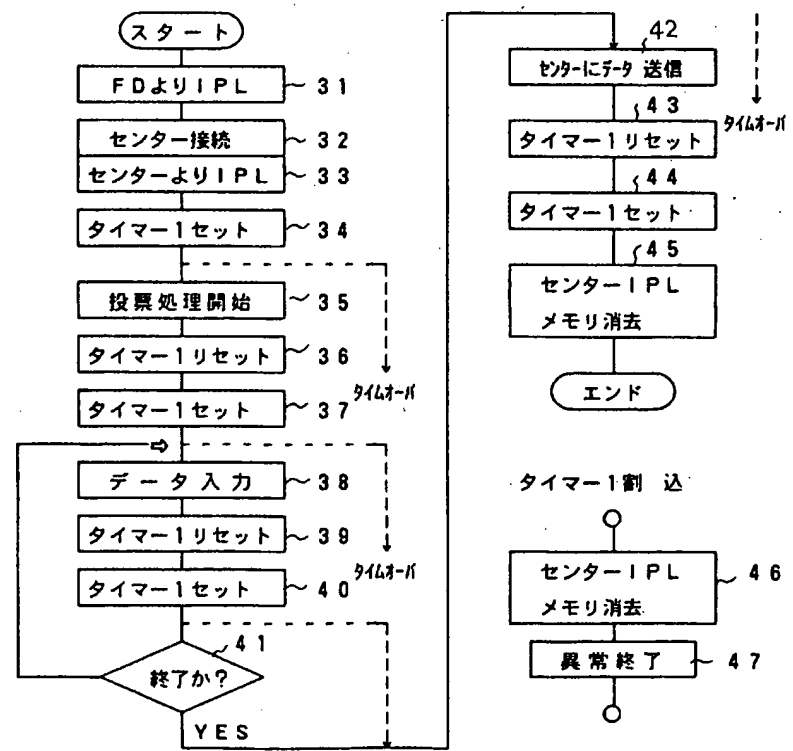 スタート
FDよりIPL
31
センター接続
32
センターよりIPL
33
タイマー1セット
34
投票処理開始
35
タイマー1リセット
36
タイムオーバ
タイマー1セット
37
データ入力
38
タイマー1リセット
39
タイムオーバ
タイマー1セット
40
41
終了か?
YES
42
センターにデータ 送信
タイムオーバ
43
タイマー1リセット
44
タイマー1セット
45
センターIPL
メモリ消去
エンド
タイマー1割 込
センターIPL
メモリ消去
46
異常終了
47